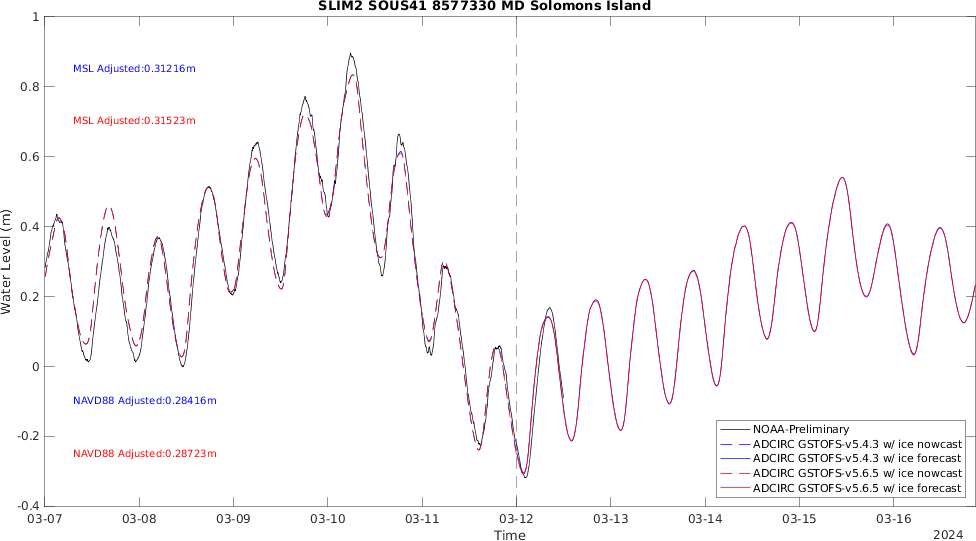 SLIM2 SOUS41 8577330 MD Solomons Island
1
0.8
0.6
0.4
0.2
0
-0.2
-0.4
Water Level (m)
MSL Adjusted:0.31216m
MSL Adjusted:0.31523m
NAVD88 Adjusted:0.28416m
NAVD88 Adjusted:0.28723m
NOAA-Preliminary
ADCIRC GSTOFS-v5.4.3 w/ ice nowcast
ADCIRC GSTOFS-v5.4.3 w/ ice forecast
ADCIRC GSTOFS-v5.6.5 w/ ice nowcast
ADCIRC GSTOFS-v5.6.5 w/ ice forecast
03-07 03-08 03-09 03-10 03-11 03-12 03-13 03-14 03-15 03-16
Time
2024